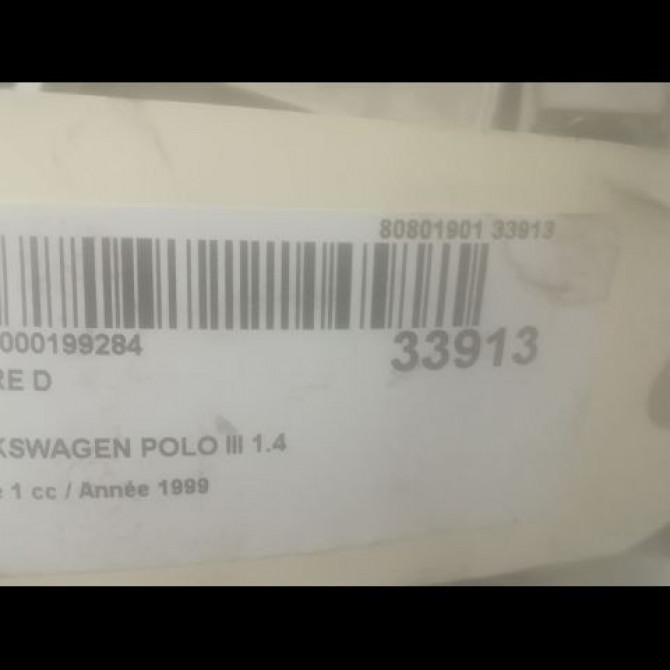 80801901 33913
000199284
33913
RE D
KSWAGEN POLO III 1.4
e 1 cc / Année 1999